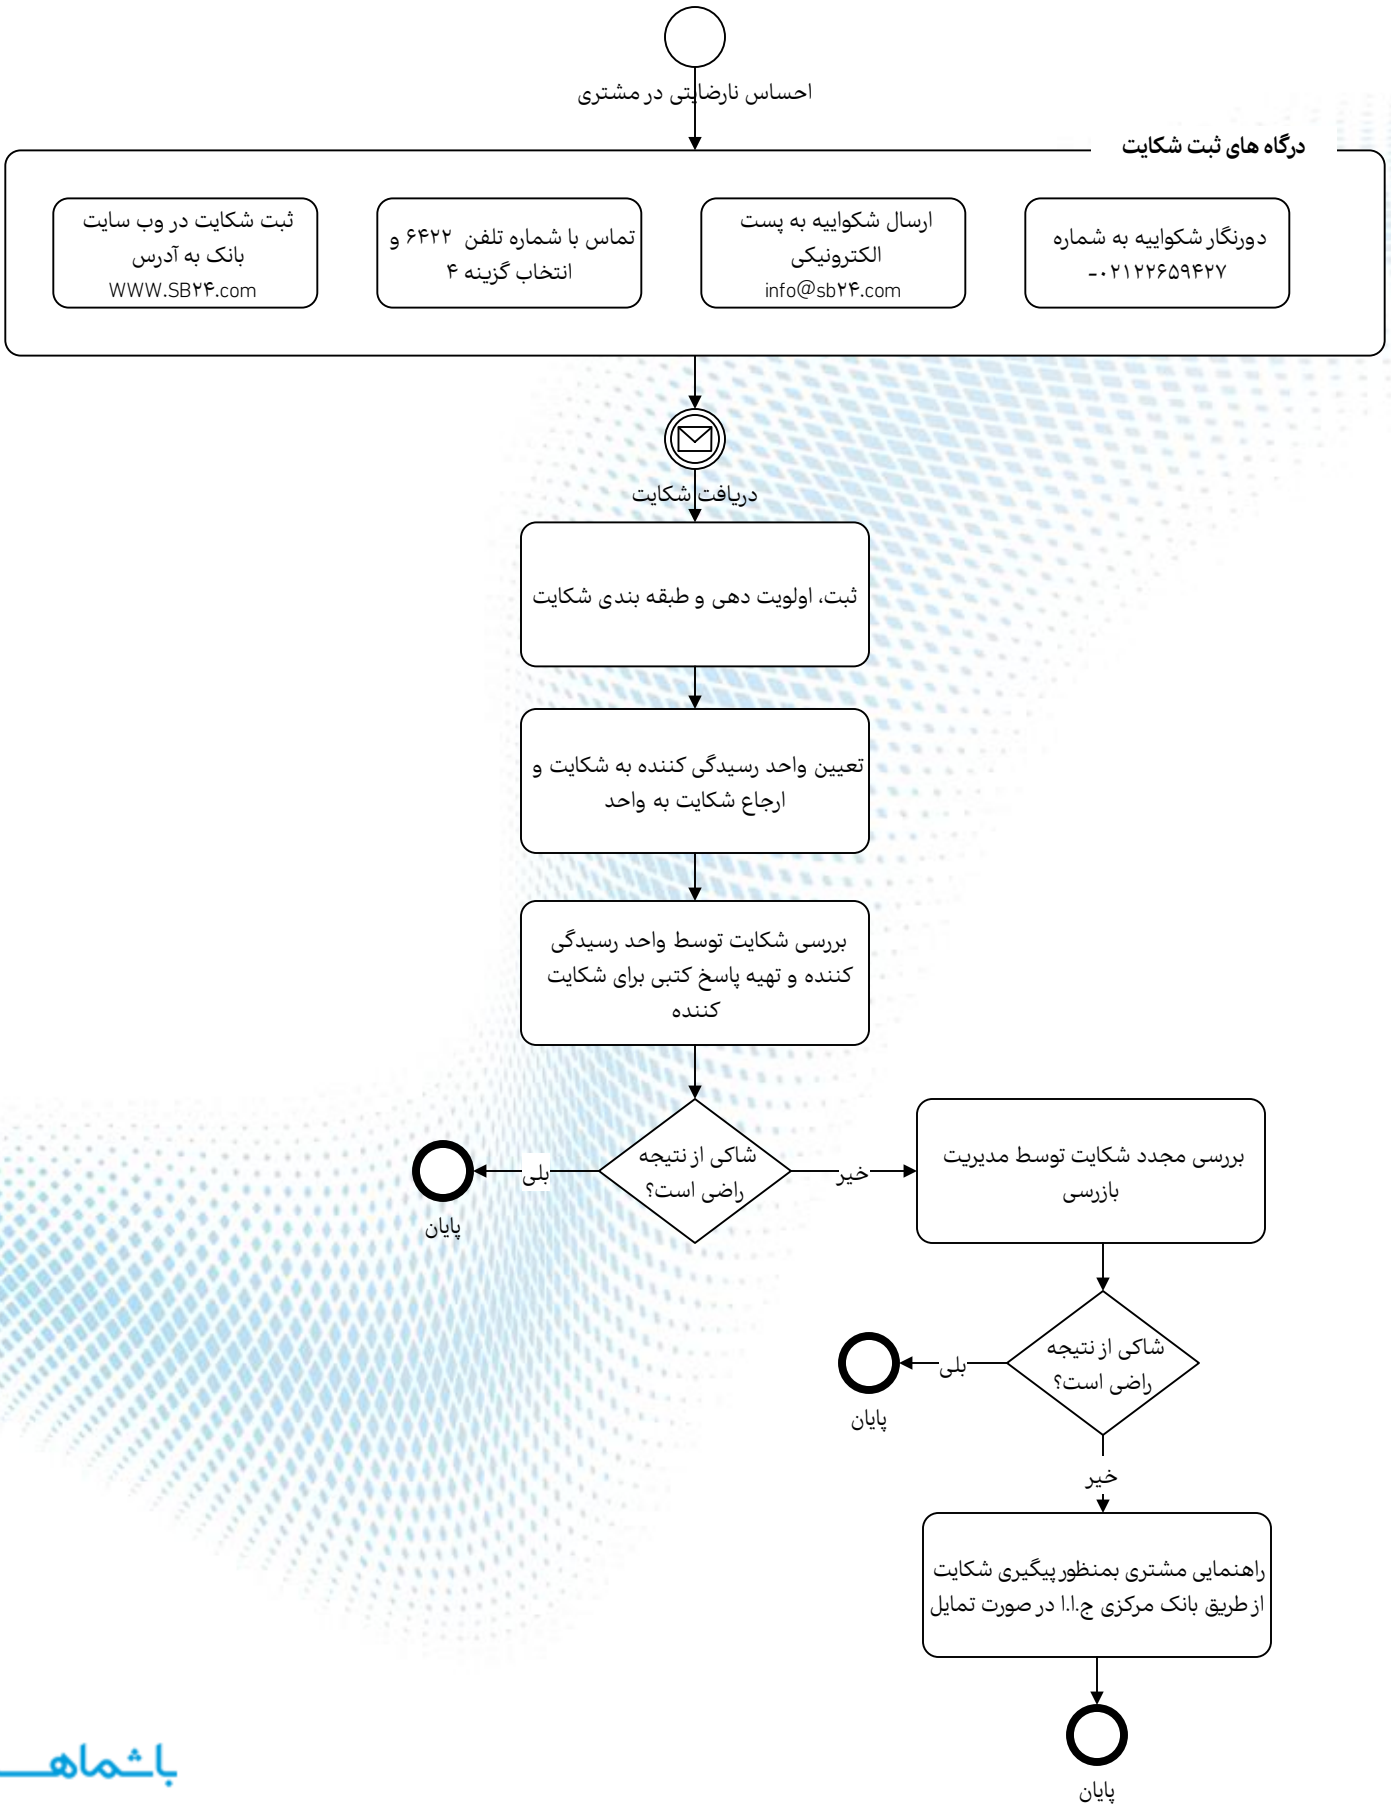 احساس نارضایتی در مشتری
درگاه های ثبت شکایت
دورنگار شکواییه به شماره
۰۲۱۲۲۶۵۹۴۲۷-
ارسال شکواییه به پست
الکترونیکی
info@sb۲۴.com
تماس با شماره تلفن ۶۴۲۲ و
انتخاب گزینه ۴
ثبت شکایت در وب سایت
بانک به آدرس
WWW.SB۲۴.com
دریافت شکایت
ثبت، اولویت دهی و طبقه بندی شکایت
تعیین واحد رسیدگی کننده به شکایت و
ارجاع شکایت به واحد
بررسی شکایت توسط واحد رسیدگی
کننده و تهیه پاسخ کتبی برای شکایت
کننده
شاکی از نتیجه
راضی است؟
بلی
پایان
خیر
بررسی مجدد شکایت توسط مدیریت
بازرسی
شاکی از نتیجه
راضی است؟
بلی
پایان
خیر
راهنمایی مشتری بمنظور پیگیری شکایت
از طریق بانک مرکزی ج.ا.ا در صورت تمایل
پایان
باشماهـ